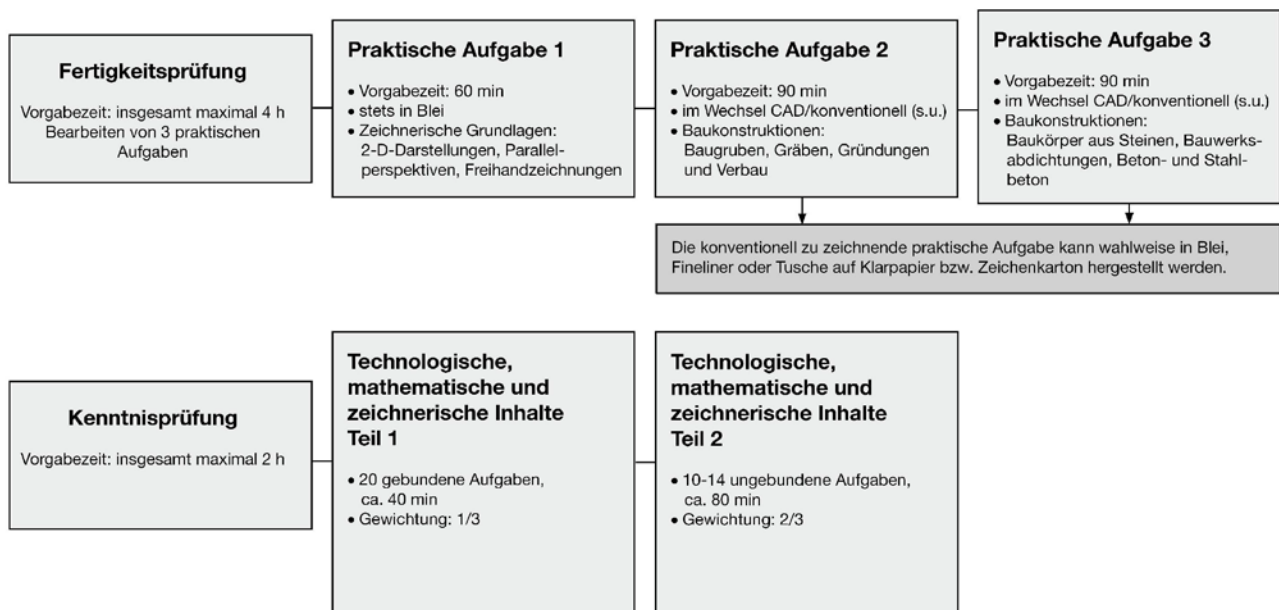 Fertigkeitsprüfung
Vorgabezeit: insgesamt maximal 4 h
Bearbeiten von 3 praktischen
Aufgaben
Praktische Aufgabe 1
• Vorgabezeit: 60 min
• stets in Blei
• Zeichnerische Grundlagen:
2-D-Darstellungen, Parallel-
perspektiven, Freihandzeichnungen
Praktische Aufgabe 2
• Vorgabezeit: 90 min
• im Wechsel CAD/konventionell (s.u.)
• Baukonstruktionen:
Baugruben, Gräben, Gründungen
und Verbau
Praktische Aufgabe 3
• Vorgabezeit: 90 min
• im Wechsel CAD/konventionell (s.u.)
• Baukonstruktionen:
Baukörper aus Steinen, Bauwerks-
abdichtungen, Beton- und Stahl-
beton
Die konventionell zu zeichnende praktische Aufgabe kann wahlweise in Blei,
Fineliner oder Tusche auf Klarpapier bzw. Zeichenkarton hergestellt werden.
Kenntnisprüfung
Vorgabezeit: insgesamt maximal 2 h
Technologische,
mathematische und
zeichnerische Inhalte
Teil 1
• 20 gebundene Aufgaben,
ca. 40 min
• Gewichtung: 1/3
Technologische,
mathematische und
zeichnerische Inhalte
Teil 2
• 10-14 ungebundene Aufgaben,
ca. 80 min
• Gewichtung: 2/3